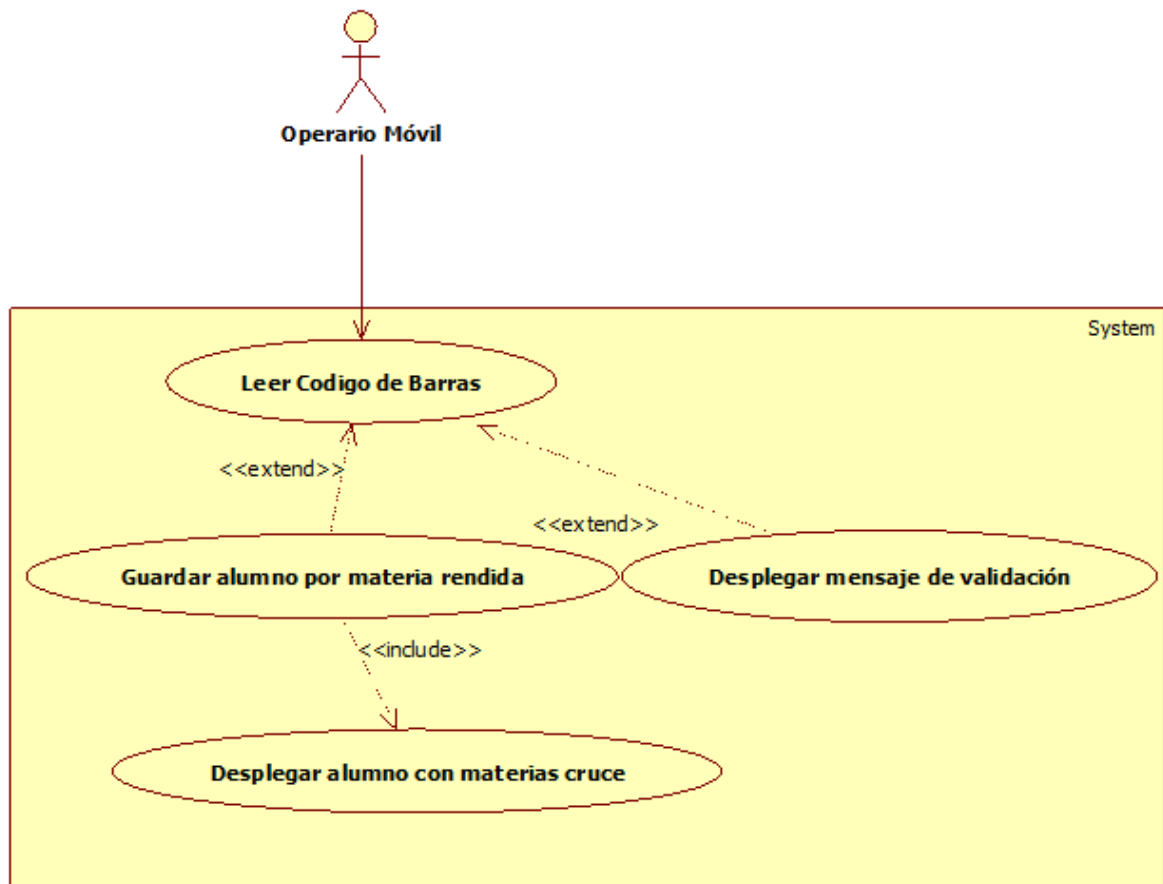 Operario Móvil
System
Leer Codigo de Barras
<<extend>>
<<extend>>
Guardar alumno por materia rendida
Desplegar mensaje de validación
<<include>>
Desplegar alumno con materias cruce